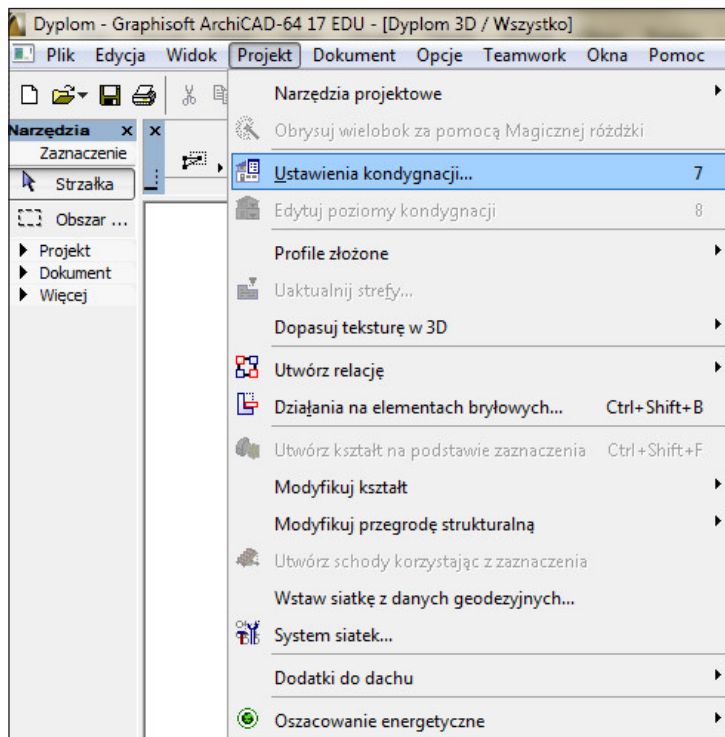 Dyplom - Graphisoft ArchiCAD-64 17 EDU - [Dyplom 3D / Wszystko]
Plik Edycja Widok Projekt Dokument Opcje Teamwork Okna Pomoc
Narzędzia x x
Zaznaczenie
Strzałka
Obszar ...
Projekt
Dokument
Więcej
Narzędzia projektowe
Obrysuj wielobok za pomocą Magicznej różdżki
Ustawienia kondygnacji... 7
Edytuj poziomy kondygnacji 8
Profile złożone
Uaktualnij strefy...
Dopasuj teksturę w 3D
Utwórz relację
Działania na elementach bryłowych... Ctrl+Shift+B
Utwórz kształt na podstawie zaznaczenia Ctrl+Shift+F
Modyfikuj kształt
Modyfikuj przegrodę strukturalną
Utwórz schody korzystając z zaznaczenia
Wstaw siatkę z danych geodezyjnych...
System siatek...
Dodatki do dachu
Oszacowanie energetyczne